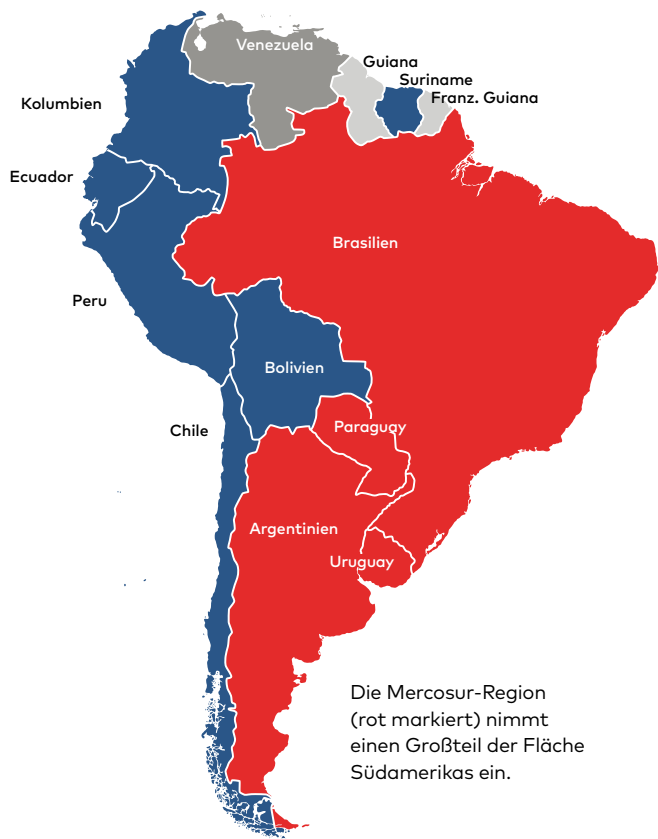 Venezuela
Guiana
Suriname
Franz. Guiana
Kolumbien
Ecuador
Brasilien
Peru
Bolivien
Chile
Paraguay
Argentinien
Uruguay
Die Mercosur-Region
(rot markiert) nimmt
einen Großteil der Fläche
Südamerikas ein.